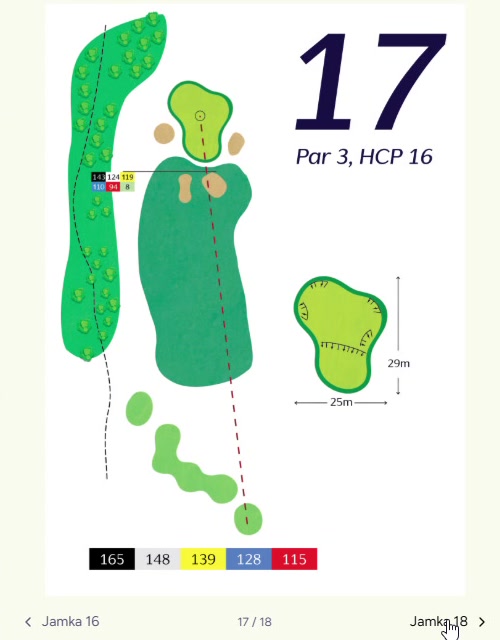 17
Par 3, HCP 16
143 124 119
110 94 8
29m
25m
165 148 139 128 115
Jamka 16
17 / 18
Jamka 18